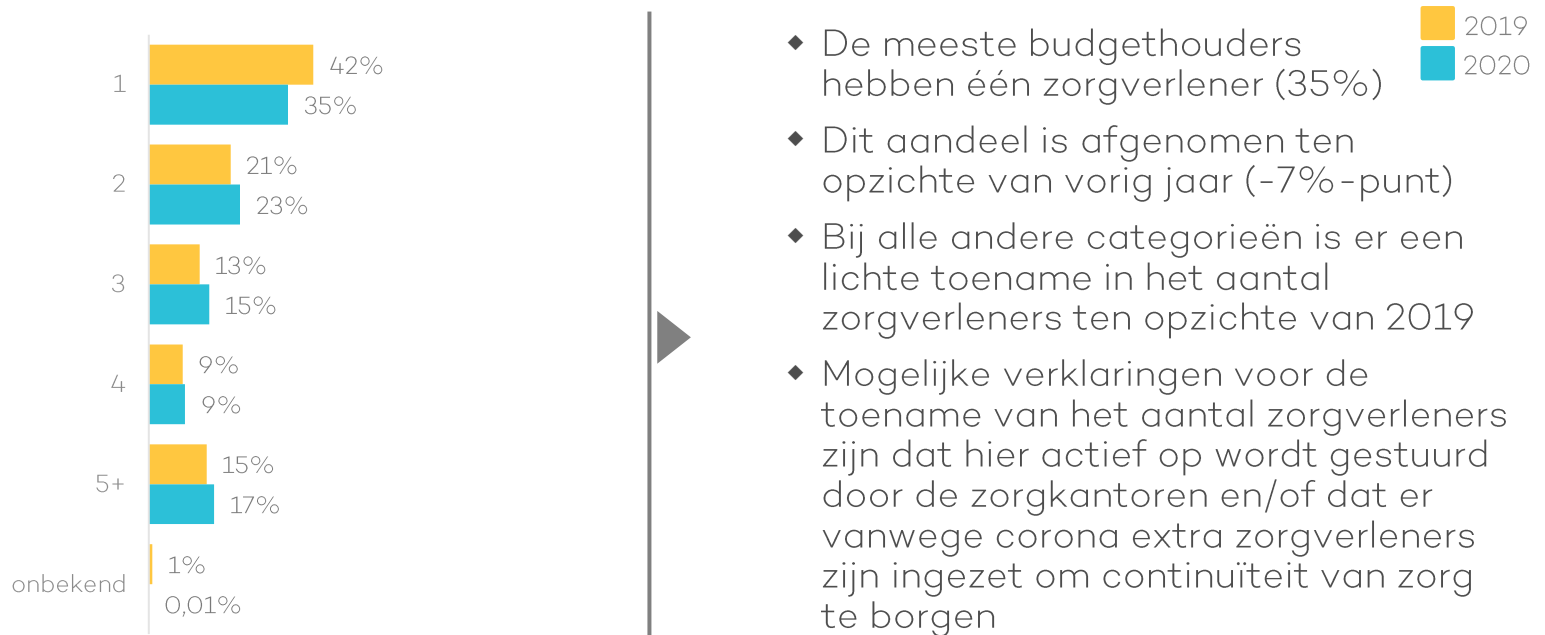 1
42%
35%
2
21%
23%
3
13%
15%
4
9%
9%
5+
15%
17%
onbekend
1%
0,01%
De meeste budgethouders
hebben één zorgverlener (35%)
Dit aandeel is afgenomen ten
opzichte van vorig jaar (-7%-punt)
Bij alle andere categorieën is er een
lichte toename in het aantal
zorgverleners ten opzichte van 2019
Mogelijke verklaringen voor de
toename van het aantal zorgverleners
zijn dat hier actief op wordt gestuurd
door de zorgkantoren en/of dat er
vanwege corona extra zorgverleners
zijn ingezet om continuïteit van zorg
te borgen
2019
2020